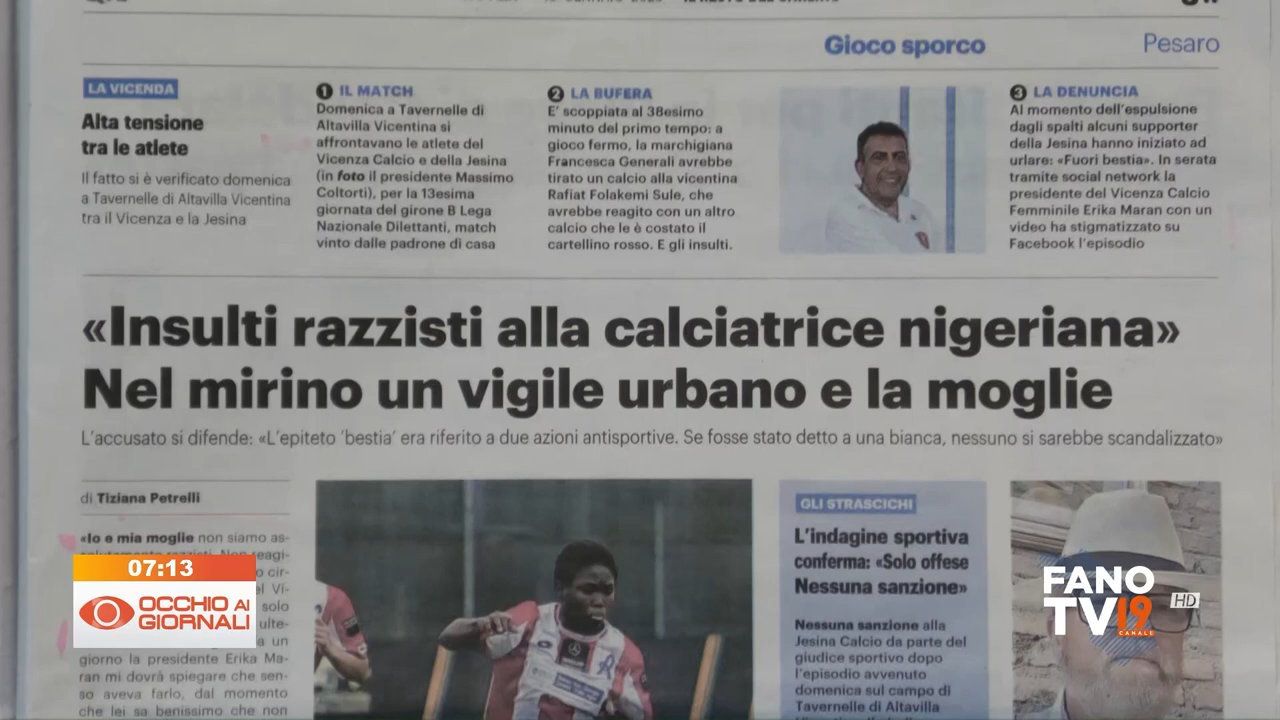 Gioco sporco
Pesaro
LA VICENDA
Alta tensione
tra le atlete
Il fatto si è verificato domenica
a Tavernelle di Altavilla Vicentina
tra il Vicenza e la Jesina
1 IL MATCH
Domenica a Tavernelle di
Altavilla Vicentina si
affrontavano le atlete del
Vicenza Calcio e della Jesina
(in foto il presidente Massimo
Coltorti), per la 13esima
giornata del girone B Lega
Nazionale Dilettanti, match
vinto dalle padrone di casa
2 LA BUFERA
E' scoppiata al 38esimo
minuto del primo tempo: a
gioco fermo, la marchigiana
Francesca Generali avrebbe
tirato un calcio alla vicentina
Rafiat Folakemi Sule, che
avrebbe reagito con un altro
calcio che le è costato il
cartellino rosso. E gli insulti.
3 LA DENUNCIA
Al momento dell'espulsione
dagli spalti alcuni supporter
della Jesina hanno iniziato ad
urlare: «Fuori bestia». In serata
tramite social network la
presidente del Vicenza Calcio
Femminile Erika Maran con un
video ha stigmatizzato su
Facebook l'episodio
«Insulti razzisti alla calciatrice nigeriana»
Nel mirino un vigile urbano e la moglie
L'accusato si difende: «L'epiteto 'bestia' era riferito a due azioni antisportive. Se fosse stato detto a una bianca, nessuno si sarebbe scandalizzato»
di Tiziana Petrelli
«Io e mia moglie non siamo as-
solo
a un
giorno la presidente Erika Ma-
ran mi dovrà spiegare che sen-
so aveva farlo, dal momento
che lei sa benissimo che non
GLI STRASCICHI
L'indagine sportiva
conferma: «Solo offese
Nessuna sanzione»
Nessuna sanzione alla
Jesina Calcio da parte del
giudice sportivo dopo
l'episodio avvenuto
domenica sul campo di
Tavernelle di Altavilla
07:13
OCCHIO AI
GIORNALI
FANO
TV19
CANALE
HD